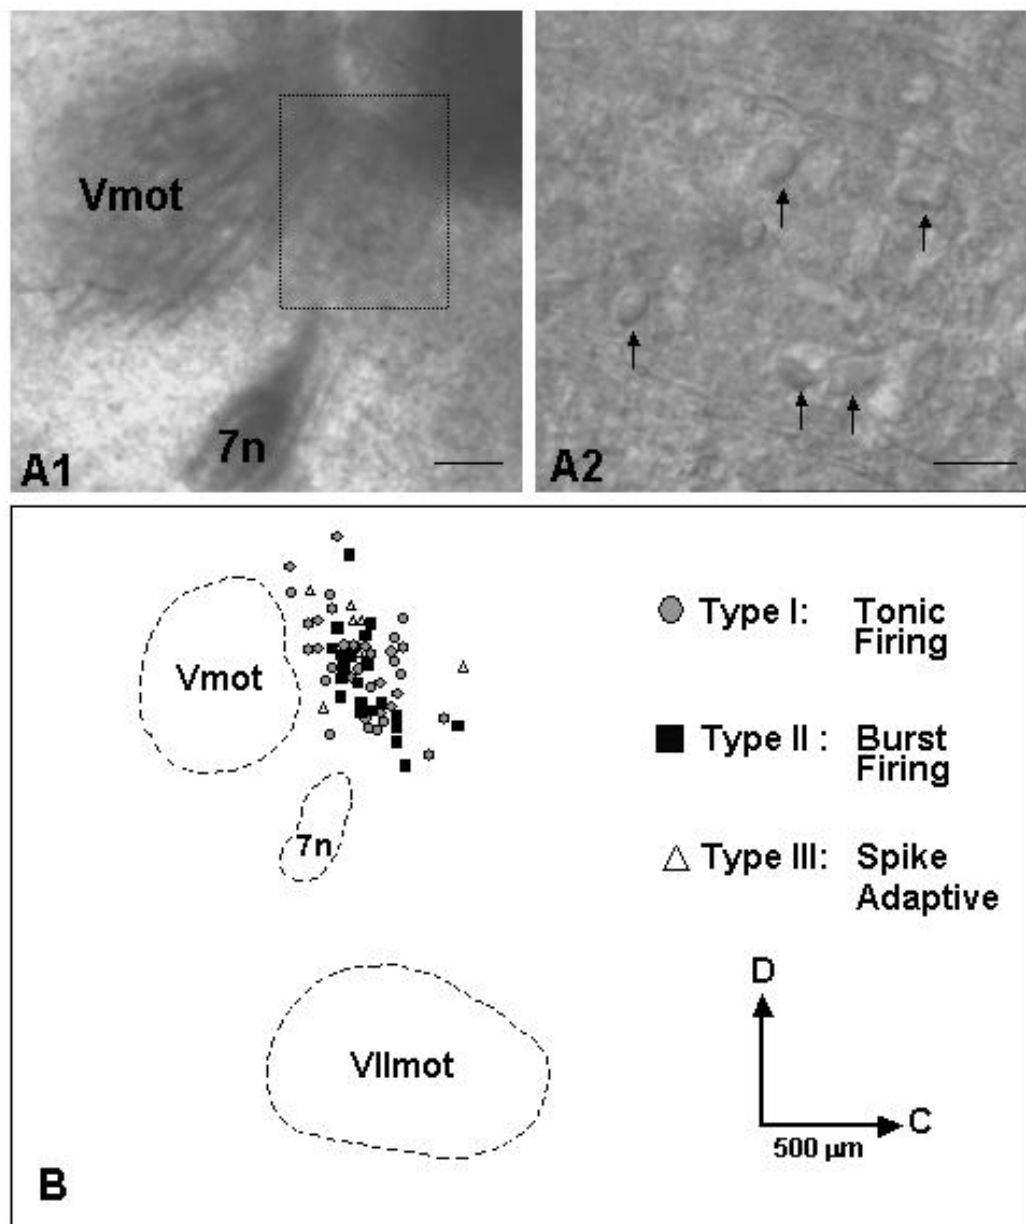 Vmot
7n
A1
A2
Vmot
7n
VIImot
B
Type I: Tonic
Firing
Type II : Burst
Firing
Type III: Spike
Adaptive
D
C
500 µm